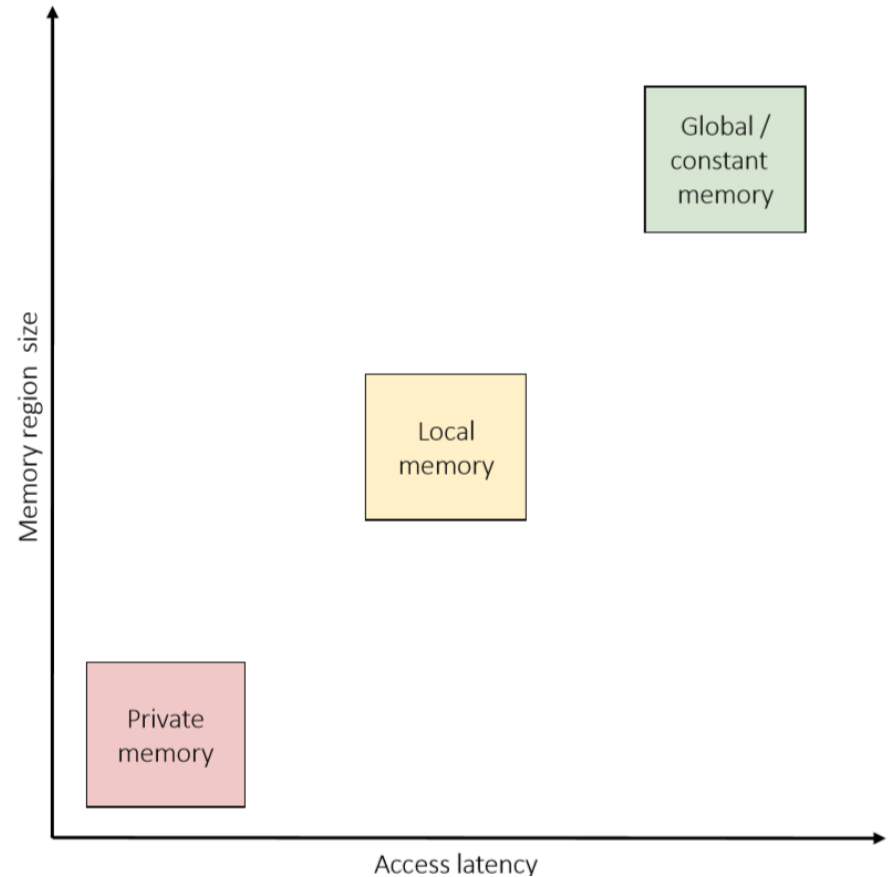 Global /
constant
memory
Memory region size
Local
memory
Private
memory
Access latency